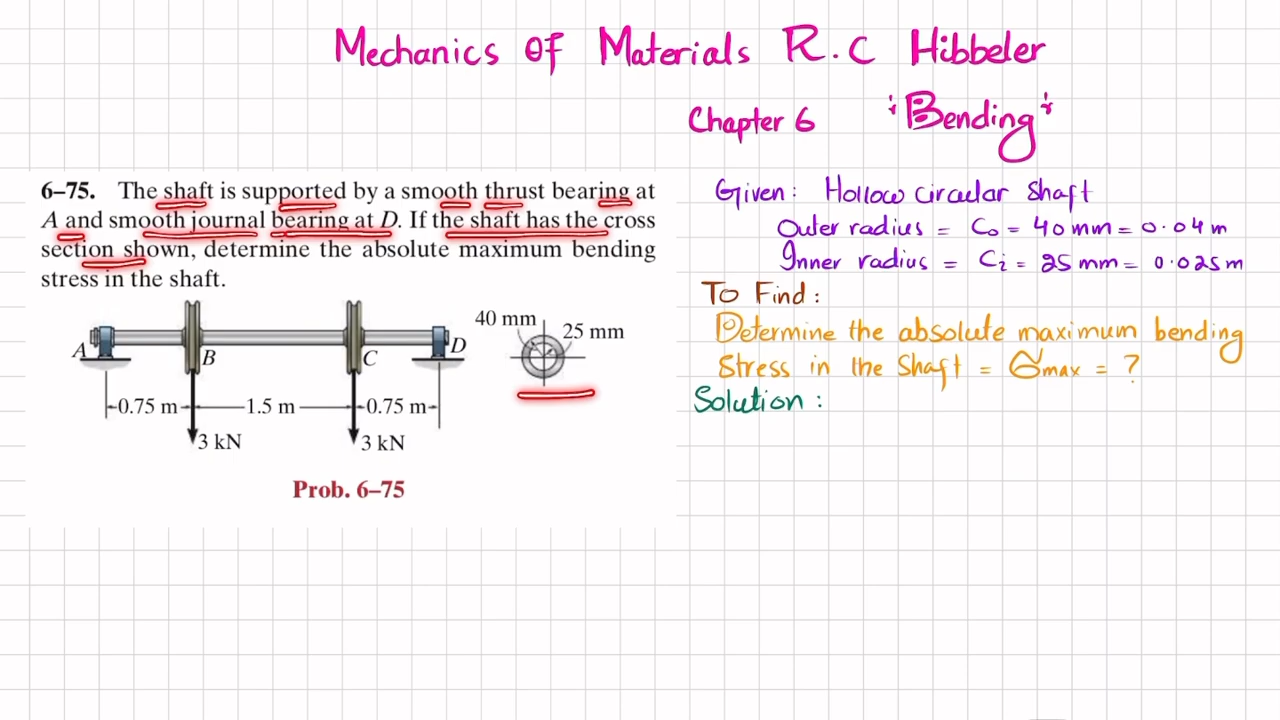 Mechanics Of Materials R.C Hibbeler
Chapter 6 "Bending"
6–75. The shaft is supported by a smooth thrust bearing at
A and smooth journal bearing at D. If the shaft has the cross
section shown, determine the absolute maximum bending
stress in the shaft.
40 mm
25 mm
A
B
C
D
0.75 m
1.5 m
0.75 m
3 kN
3 kN
Prob. 6–75
Given: Hollow circular Shaft
Outer radius = Co = 40 mm = 0.04 m
Inner radius = Ci = 25 mm = 0.025 m
To Find:
Determine the absolute maximum bending
Stress in the Shaft = σmax = ?
Solution: